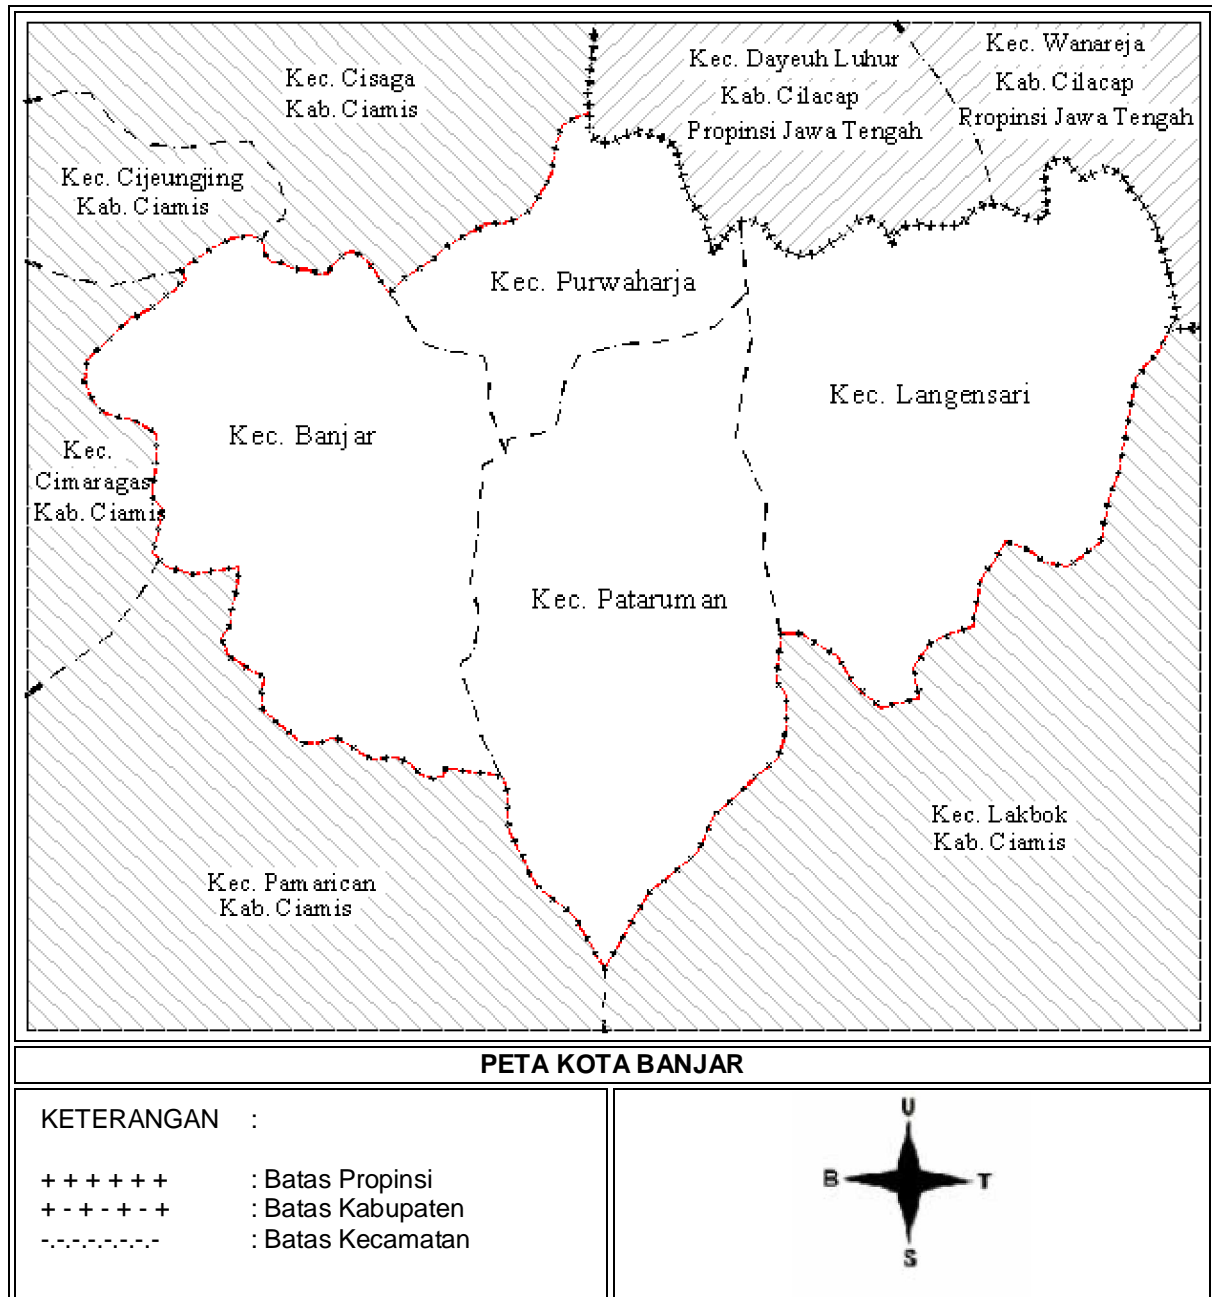 Kec. Cisaga
Kab. Ciamis
Kec. Dayeuh Luhur
Kab. Cilacap
Propinsi Jawa Tengah
Kec. Wanareja
Kab. Cilacap
Propinsi Jawa Tengah
Kec. Cijeungjing
Kab. Ciamis
Kec. Purwaharja
Kec. Langensari
Kec. Banjar
Kec.
Cimaragas
Kab. Ciamis
Kec. Pataruman
Kec. Lakbok
Kab. Ciamis
Kec. Pamarican
Kab. Ciamis
PETA KOTA BANJAR
KETERANGAN :
+ + + + + + : Batas Propinsi
+ - + - + - + : Batas Kabupaten
-.-.-.-.-.-.-.- : Batas Kecamatan
U
B T
S